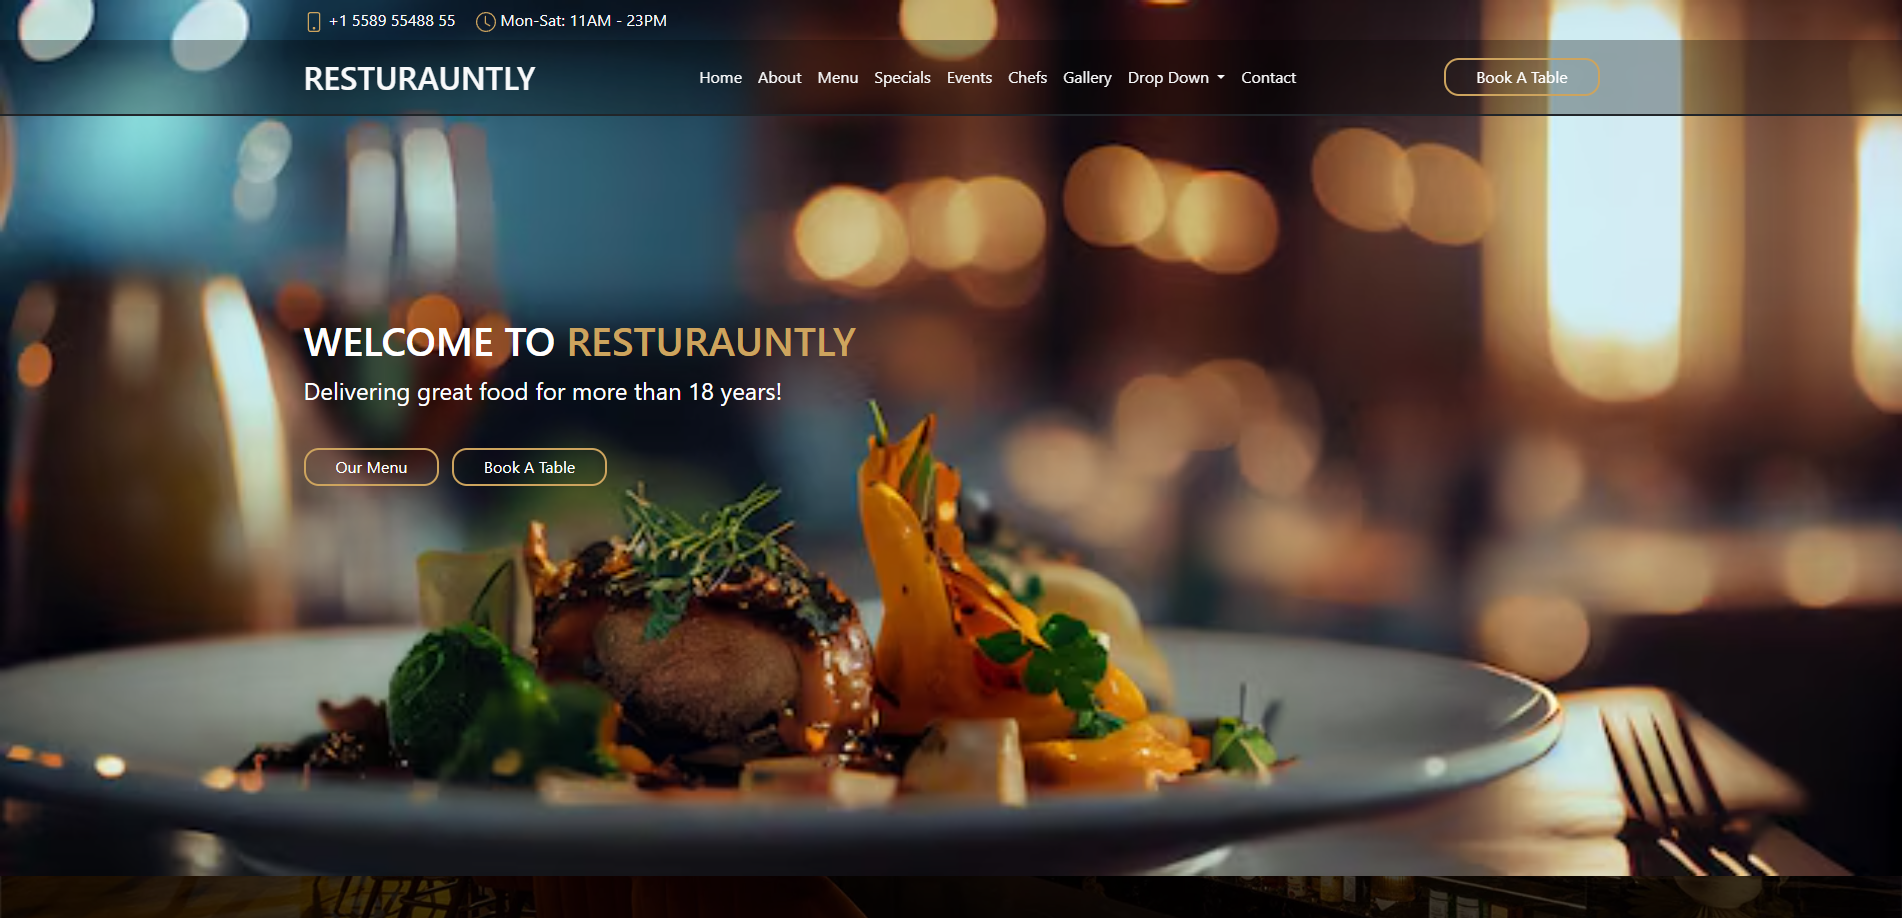 +1 5589 55488 55 Mon-Sat: 11AM - 23PM
RESTURAUNTLY Home About Menu Specials Events Chefs Gallery Drop Down Contact Book A Table
WELCOME TO RESTURAUNTLY
Delivering great food for more than 18 years!
Our Menu Book A Table